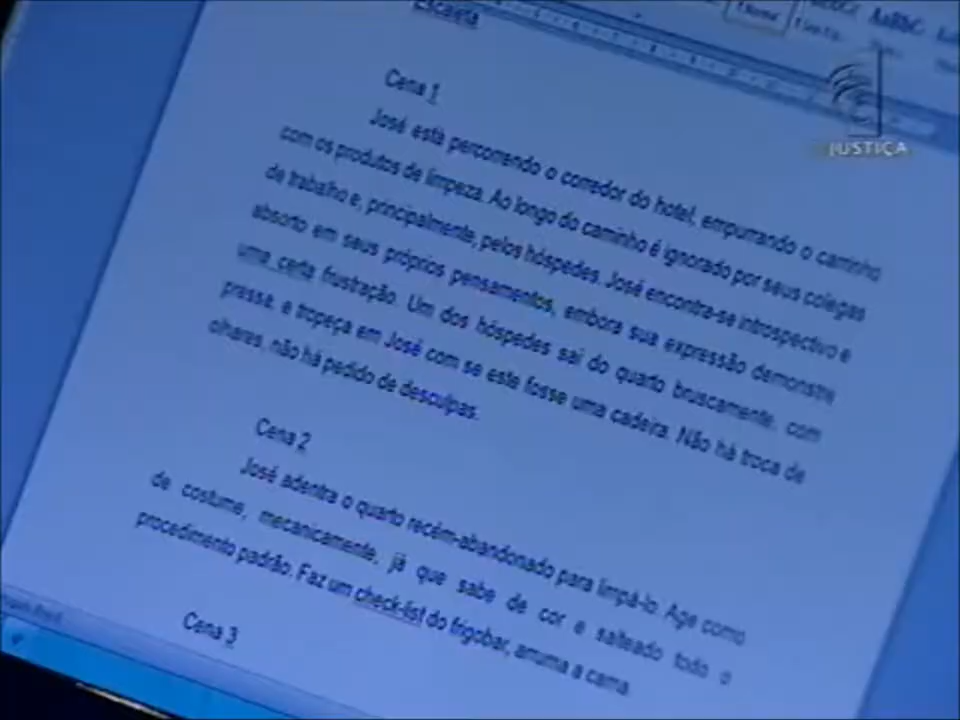 Escaleta
Cena 1
José está percorrendo o corredor do hotel, empurrando o carrinho
com os produtos de limpeza. Ao longo do caminho é ignorado por seus colegas
de trabalho e, principalmente, pelos hóspedes. José encontra-se introspectivo e
absorto em seus próprios pensamentos, embora sua expressão demonstre
uma certa frustração. Um dos hóspedes sai do quarto bruscamente, com
pressa, e tropeça em José com se este fosse uma cadeira. Não há troca de
olhares, não há pedido de desculpas.
Cena 2
José adentra o quarto recém-abandonado para limpá-lo. Age como
de costume, mecanicamente, já que sabe de cor e salteado todo o
procedimento padrão. Faz um check-list do frigobar, arruma a cama
Cena 3
JUSTIÇA